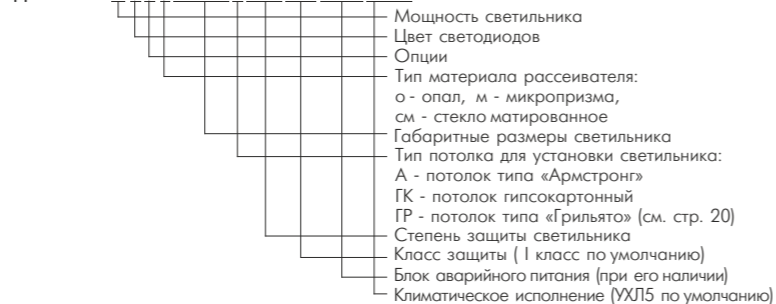 Мощность светильника
Цвет светодиодов
Опции
Тип материала рассеивателя:
о - опал, м - микропризма,
см - стекло матированное
Габаритные размеры светильника
Тип потолка для установки светильника:
А - потолок типа «Армстронг»
ГК - потолок гипсокартонный
ГР - потолок типа «Грильято» (см. стр. 20)
Степень защиты светильника
Класс защиты ( I класс по умолчанию)
Блок аварийного питания (при его наличии)
Климатическое исполнение (УХЛ5 по умолчанию)